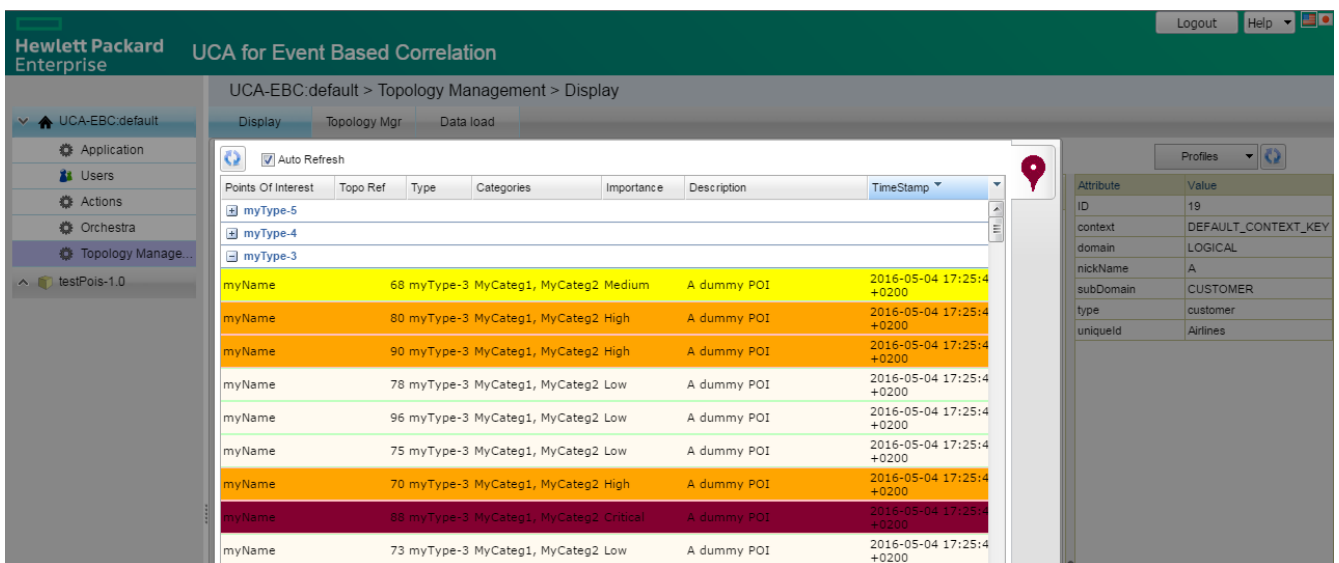 Logout Help
Hewlett Packard
Enterprise
UCA for Event Based Correlation
UCA-EBC:default > Topology Management > Display
UCA-EBC:default
Application
Users
Actions
Orchestra
Topology Manage...
testPois-1.0
Display Topology Mgr Data load
Auto Refresh
Points Of Interest Topo Ref Type Categories Importance Description TimeStamp
myType-5
myType-4
myType-3
myName 68 myType-3 MyCateg1, MyCateg2 Medium A dummy POI 2016-05-04 17:25:4
+0200
myName 80 myType-3 MyCateg1, MyCateg2 High A dummy POI 2016-05-04 17:25:4
+0200
myName 90 myType-3 MyCateg1, MyCateg2 High A dummy POI 2016-05-04 17:25:4
+0200
myName 78 myType-3 MyCateg1, MyCateg2 Low A dummy POI 2016-05-04 17:25:4
+0200
myName 96 myType-3 MyCateg1, MyCateg2 Low A dummy POI 2016-05-04 17:25:4
+0200
myName 75 myType-3 MyCateg1, MyCateg2 Low A dummy POI 2016-05-04 17:25:4
+0200
myName 70 myType-3 MyCateg1, MyCateg2 High A dummy POI 2016-05-04 17:25:4
+0200
myName 88 myType-3 MyCateg1, MyCateg2 Critical A dummy POI 2016-05-04 17:25:4
+0200
myName 73 myType-3 MyCateg1, MyCateg2 Low A dummy POI 2016-05-04 17:25:4
+0200
Profiles
Attribute Value
ID 19
context DEFAULT_CONTEXT_KEY
domain LOGICAL
nickName A
subDomain CUSTOMER
type customer
uniqueId Airlines